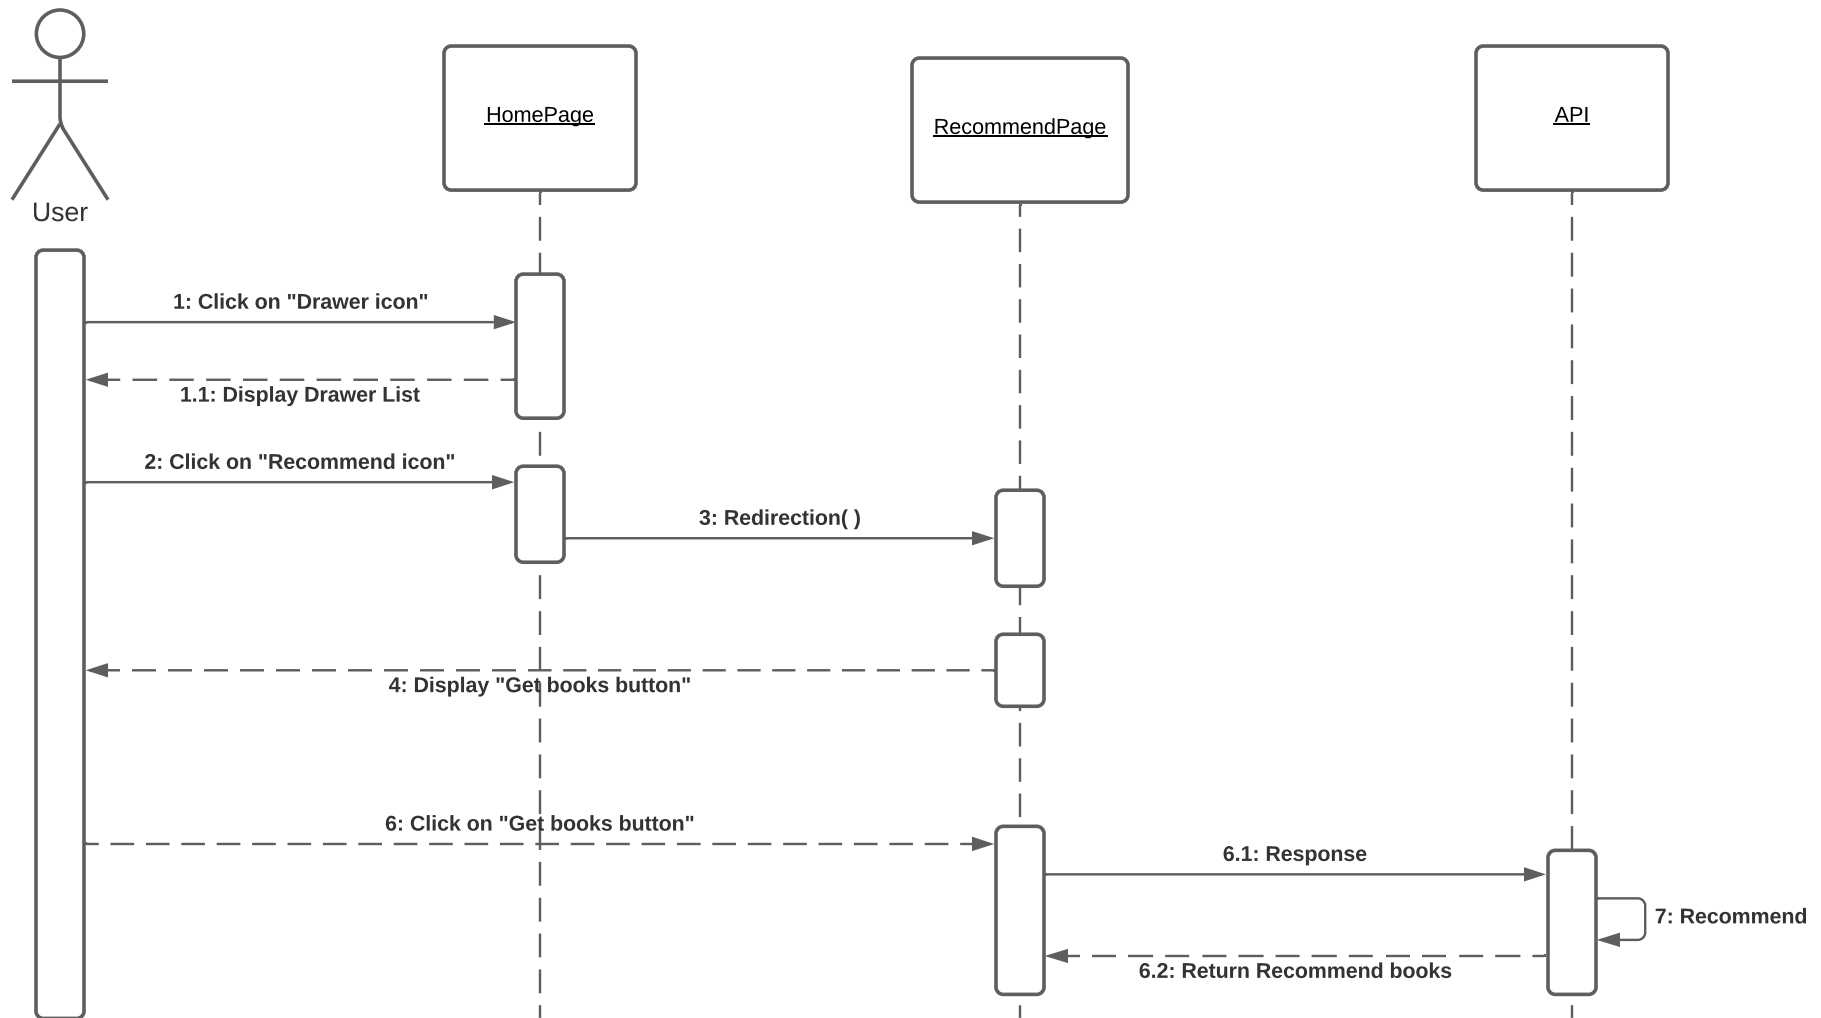 HomePage
RecommendPage
API
User
1: Click on "Drawer icon"
1.1: Display Drawer List
2: Click on "Recommend icon"
3: Redirection( )
4: Display "Get books button"
6: Click on "Get books button"
6.1: Response
7: Recommend
6.2: Return Recommend books